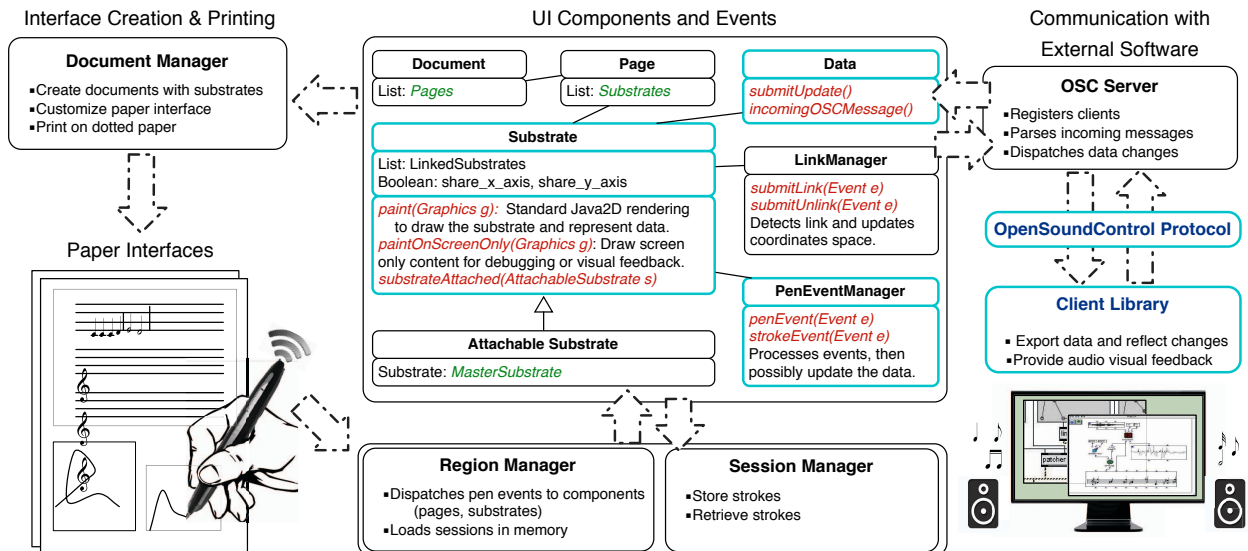 Interface Creation & Printing
Document Manager
▪Create documents with substrates
▪Customize paper interface
▪Print on dotted paper
Paper Interfaces
UI Components and Events
Document
List: Pages
Page
List: Substrates
Data
submitUpdate()
incomingOSCMessage()
Substrate
List: LinkedSubstrates
Boolean: share_x_axis, share_y_axis
paint(Graphics g): Standard Java2D rendering
to draw the substrate and represent data.
paintOnScreenOnly(Graphics g): Draw screen
only content for debugging or visual feedback.
substrateAttached(AttachableSubstrate s)
LinkManager
submitLink(Event e)
submitUnlink(Event e)
Detects link and updates
coordinates space.
PenEventManager
penEvent(Event e)
strokeEvent(Event e)
Processes events, then
possibly update the data.
Attachable Substrate
Substrate: MasterSubstrate
Region Manager
▪Dispatches pen events to components
(pages, substrates)
▪Loads sessions in memory
Session Manager
▪Store strokes
▪Retrieve strokes
Communication with
External Software
OSC Server
▪Registers clients
▪Parses incoming messages
▪Dispatches data changes
OpenSoundControl Protocol
Client Library
▪ Export data and reflect changes
▪Provide audio visual feedback
patcher